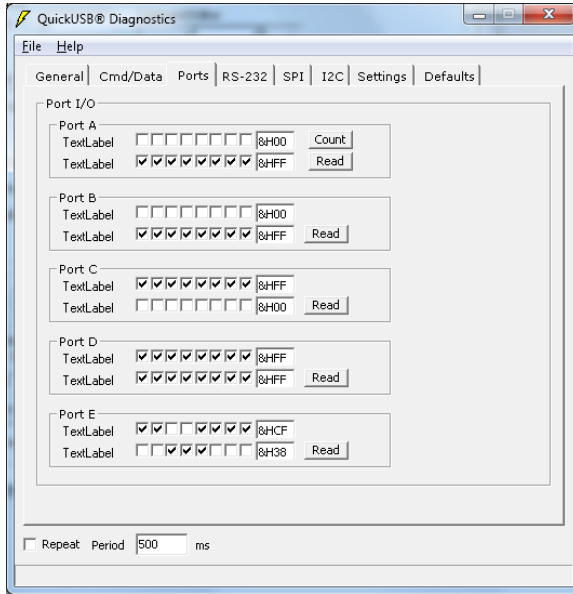 QuickUSB® Diagnostics
File Help
General Cmd/Data Ports RS-232 SPI I2C Settings Defaults
Port I/O
Port A
TextLabel &H00 Count
TextLabel &HFF Read
Port B
TextLabel &H00
TextLabel &HFF Read
Port C
TextLabel &HFF
TextLabel &H00 Read
Port D
TextLabel &HFF
TextLabel &HFF Read
Port E
TextLabel &HCF
TextLabel &H38 Read
Repeat Period 500 ms